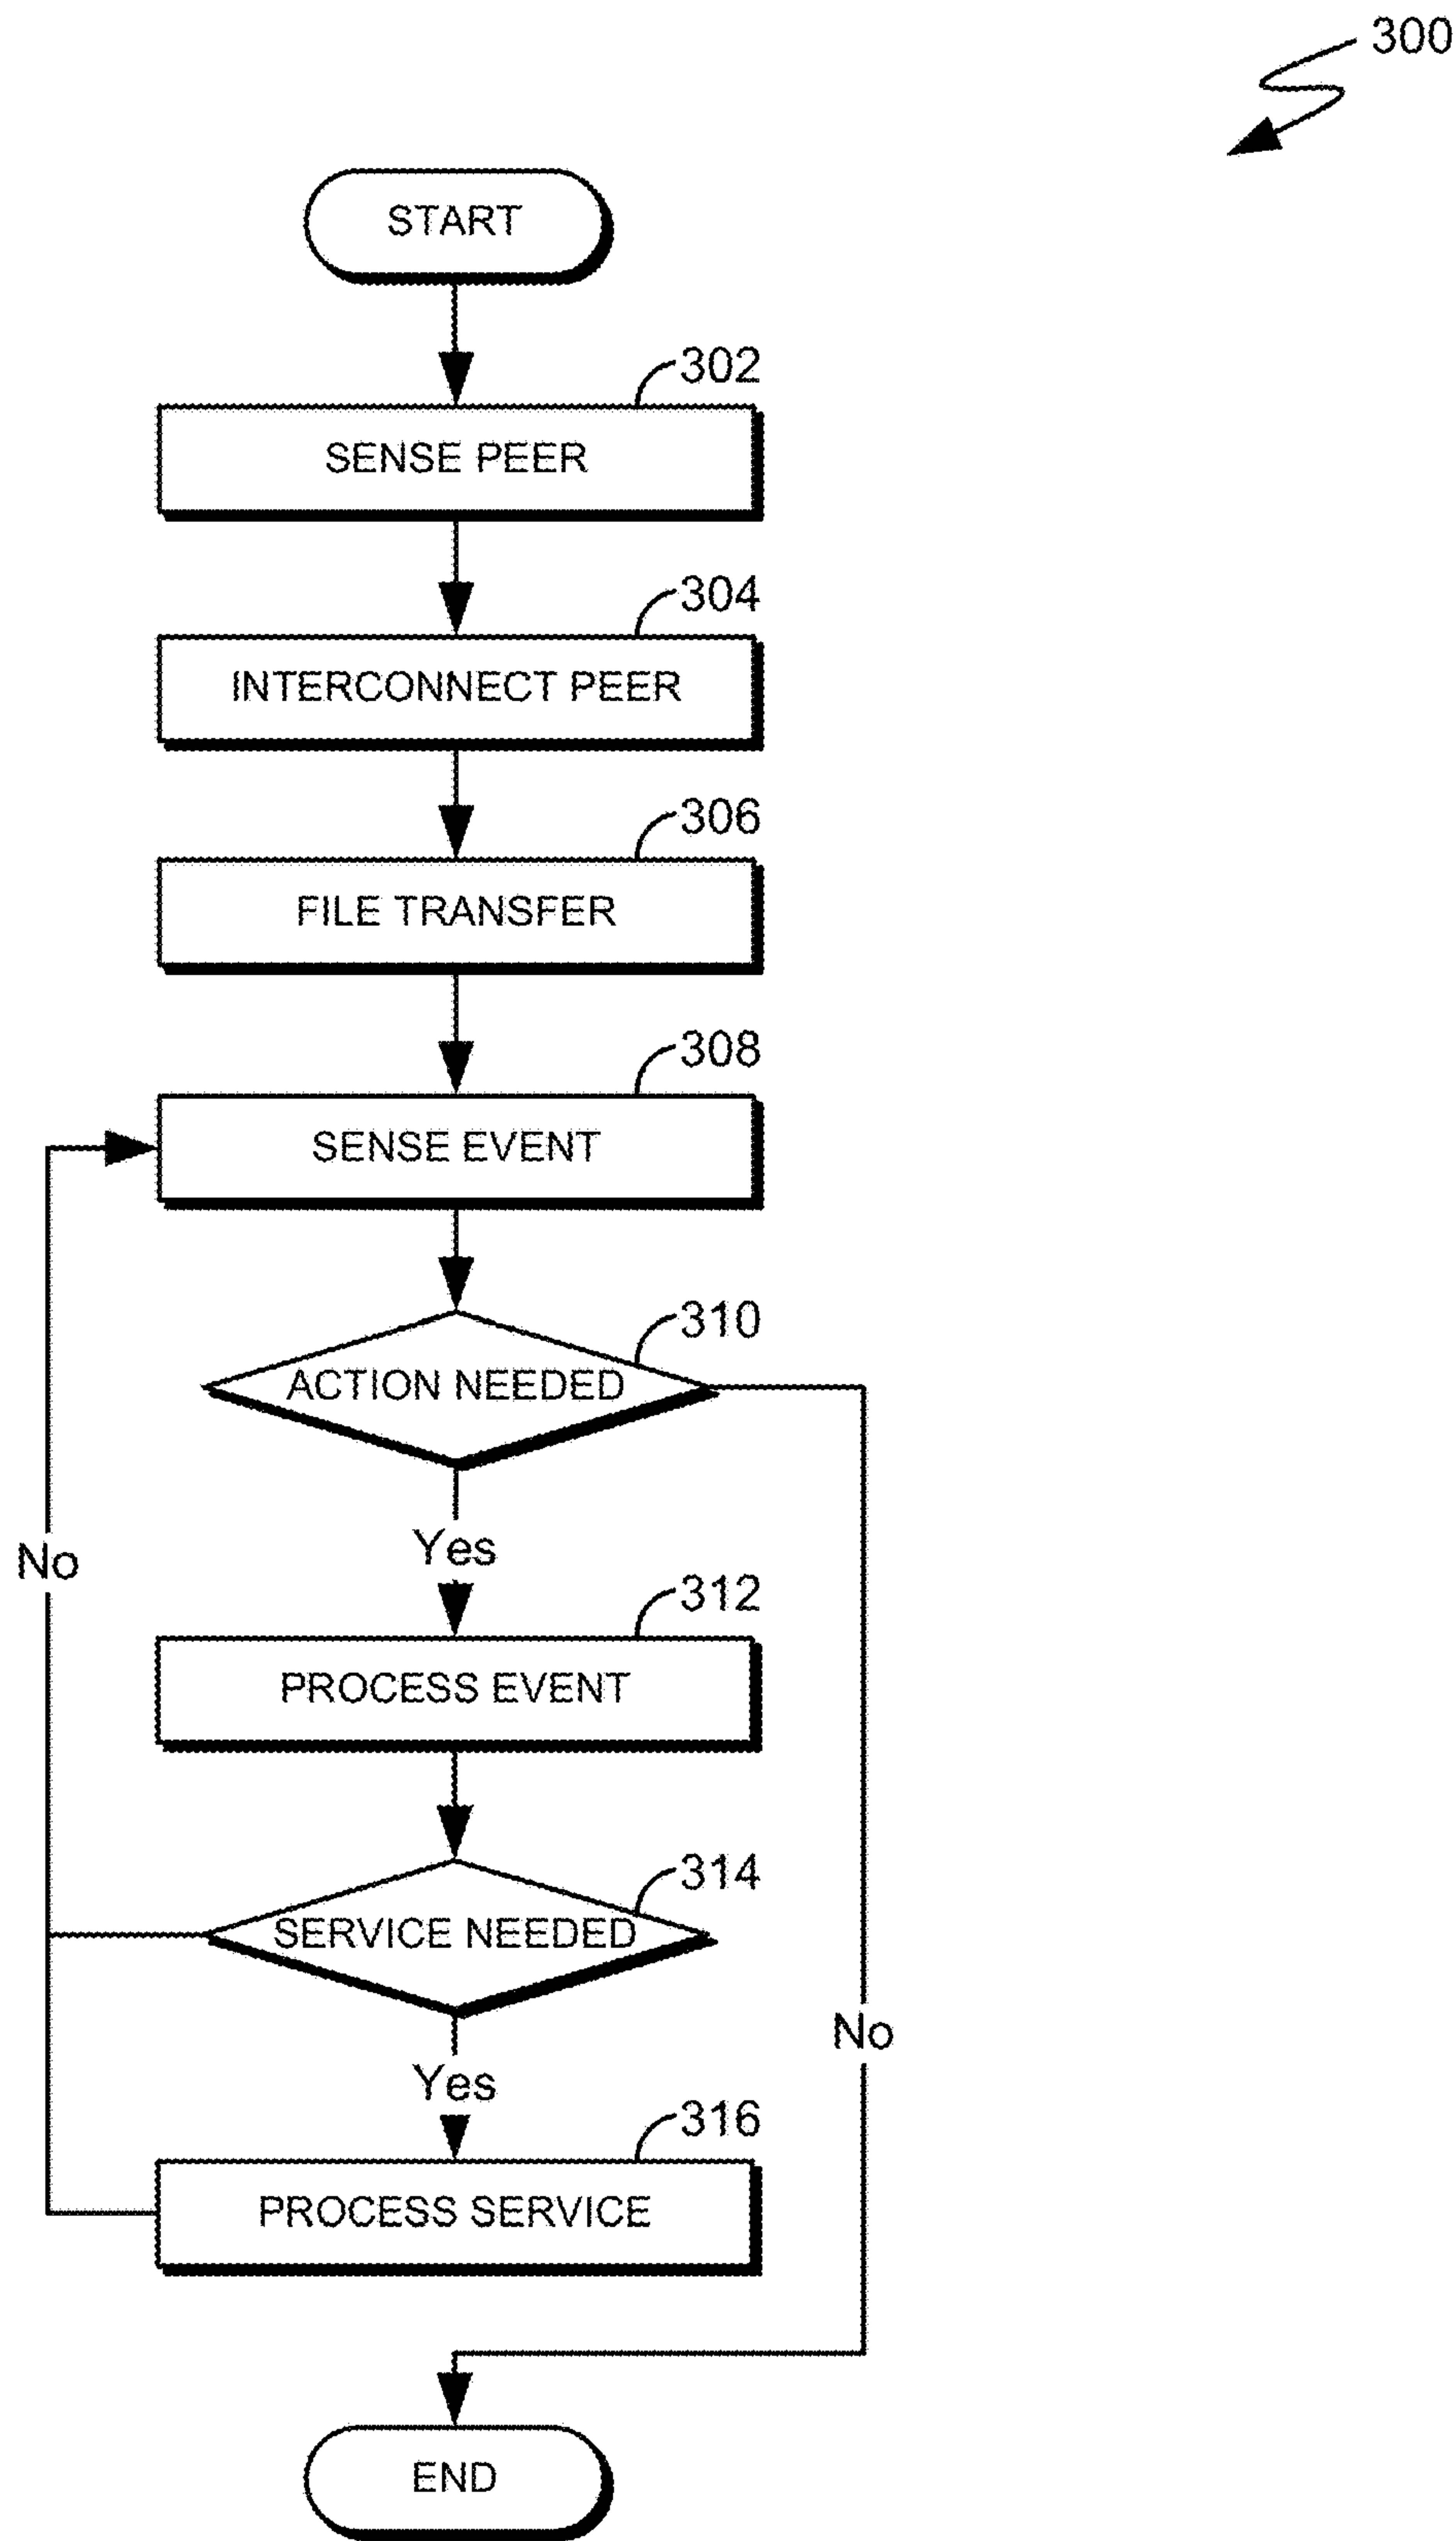 300
START
302
SENSE PEER
304
INTERCONNECT PEER
306
FILE TRANSFER
308
SENSE EVENT
310
ACTION NEEDED
Yes
No
312
PROCESS EVENT
314
SERVICE NEEDED
No
Yes
316
PROCESS SERVICE
END